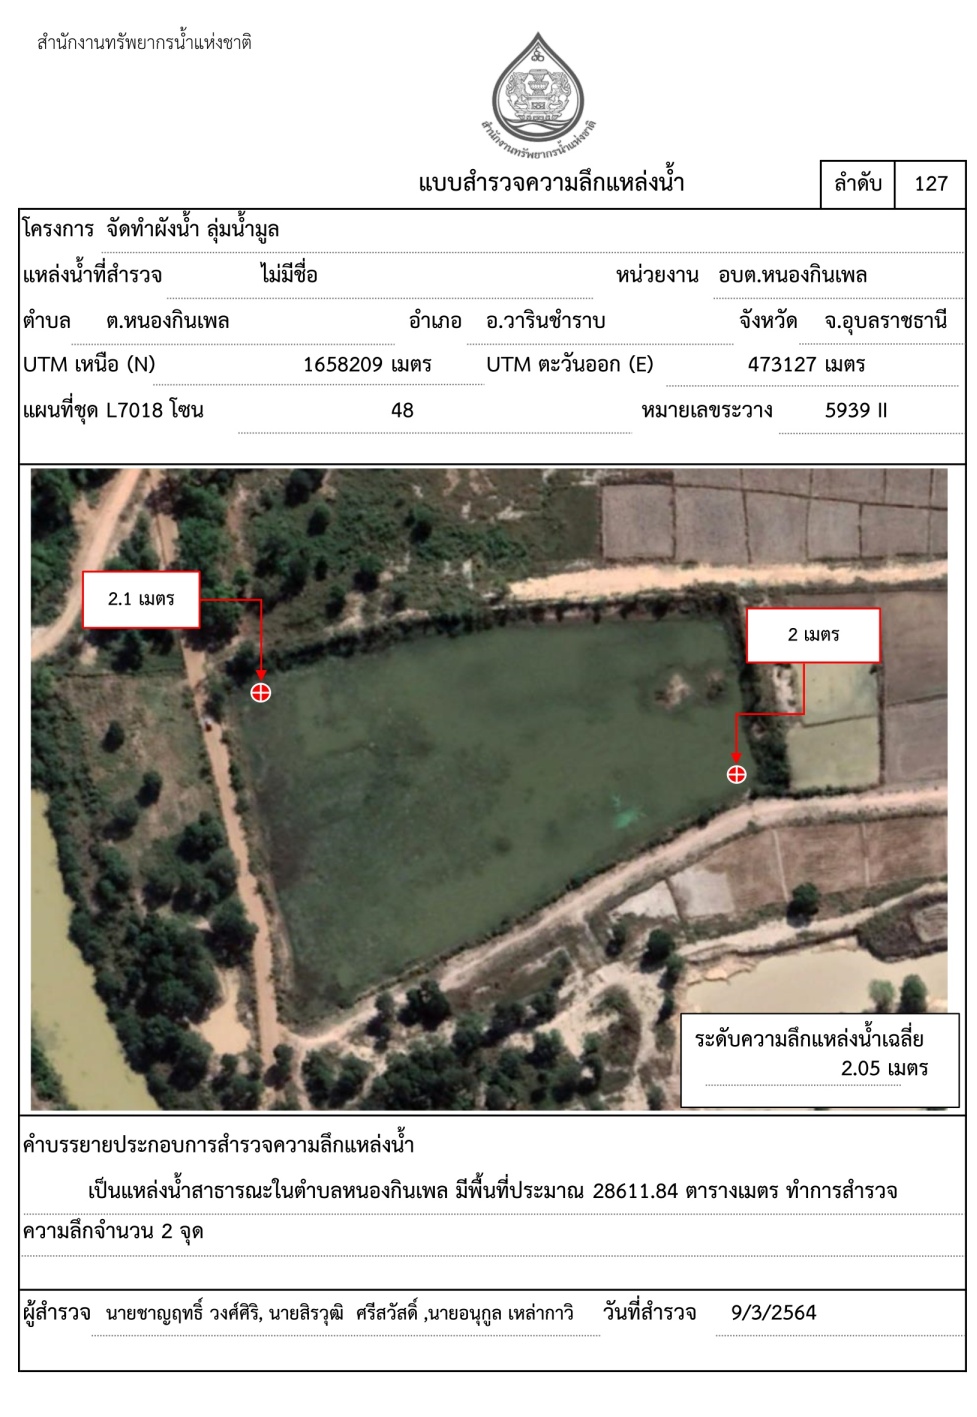 สำนักงานทรัพยากรน้ำแห่งชาติ
สำนักงานทรัพยากรน้ำแห่งชาติ
แบบสำรวจความลึกแหล่งน้ำ ลำดับ 127
โครงการ จัดทำผังน้ำ ลุ่มน้ำมูล
แหล่งน้ำที่สำรวจ ไม่มีชื่อ หน่วยงาน อบต.หนองกินเพล
ตำบล ต.หนองกินเพล อำเภอ อ.วารินชำราบ จังหวัด จ.อุบลราชธานี
UTM เหนือ (N) 1658209 เมตร UTM ตะวันออก (E) 473127 เมตร
แผนที่ชุด L7018 โซน 48 หมายเลขระวาง 5939 II
2.1 เมตร
2 เมตร
ระดับความลึกแหล่งน้ำเฉลี่ย
2.05 เมตร
คำบรรยายประกอบการสำรวจความลึกแหล่งน้ำ
เป็นแหล่งน้ำสาธารณะในตำบลหนองกินเพล มีพื้นที่ประมาณ 28611.84 ตารางเมตร ทำการสำรวจ
ความลึกจำนวน 2 จุด
ผู้สำรวจ นายชาญฤทธิ์ วงศ์ศิริ, นายสิรวุฒิ ศรีสวัสดิ์ ,นายอนุกูล เหล่ากาวิ วันที่สำรวจ 9/3/2564